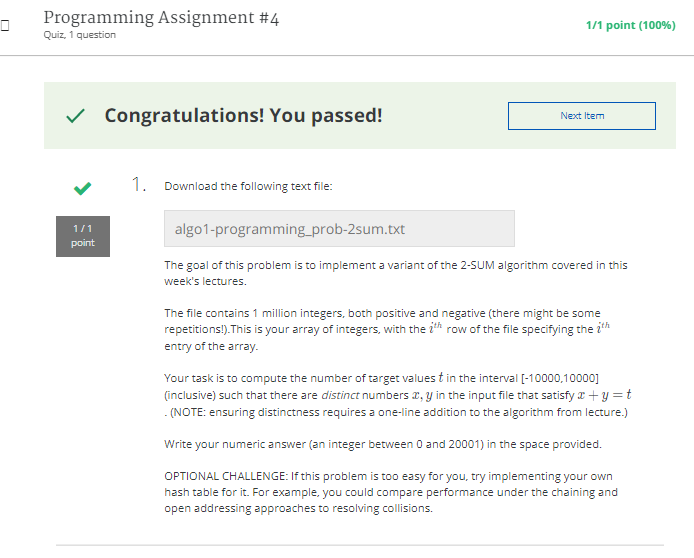 Programming Assignment #4
Quiz, 1 question
1/1 point (100%)
Congratulations! You passed!
Next Item
1 / 1
point
1.
Download the following text file:
algo1-programming_prob-2sum.txt
The goal of this problem is to implement a variant of the 2-SUM algorithm covered in this
week's lectures.
The file contains 1 million integers, both positive and negative (there might be some
repetitions!).This is your array of integers, with the iᵗʰ row of the file specifying the iᵗʰ
entry of the array.
Your task is to compute the number of target values t in the interval [-10000,10000]
(inclusive) such that there are distinct numbers x, y in the input file that satisfy x + y = t
. (NOTE: ensuring distinctness requires a one-line addition to the algorithm from lecture.)
Write your numeric answer (an integer between 0 and 20001) in the space provided.
OPTIONAL CHALLENGE: If this problem is too easy for you, try implementing your own
hash table for it. For example, you could compare performance under the chaining and
open addressing approaches to resolving collisions.